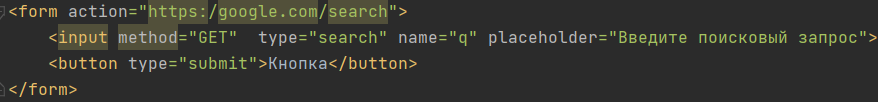 <form action="https:/google.com/search">
<input method="GET"  type="search" name="q" placeholder="Введите поисковый запрос">
<button type="submit">Кнопка</button>
</form>